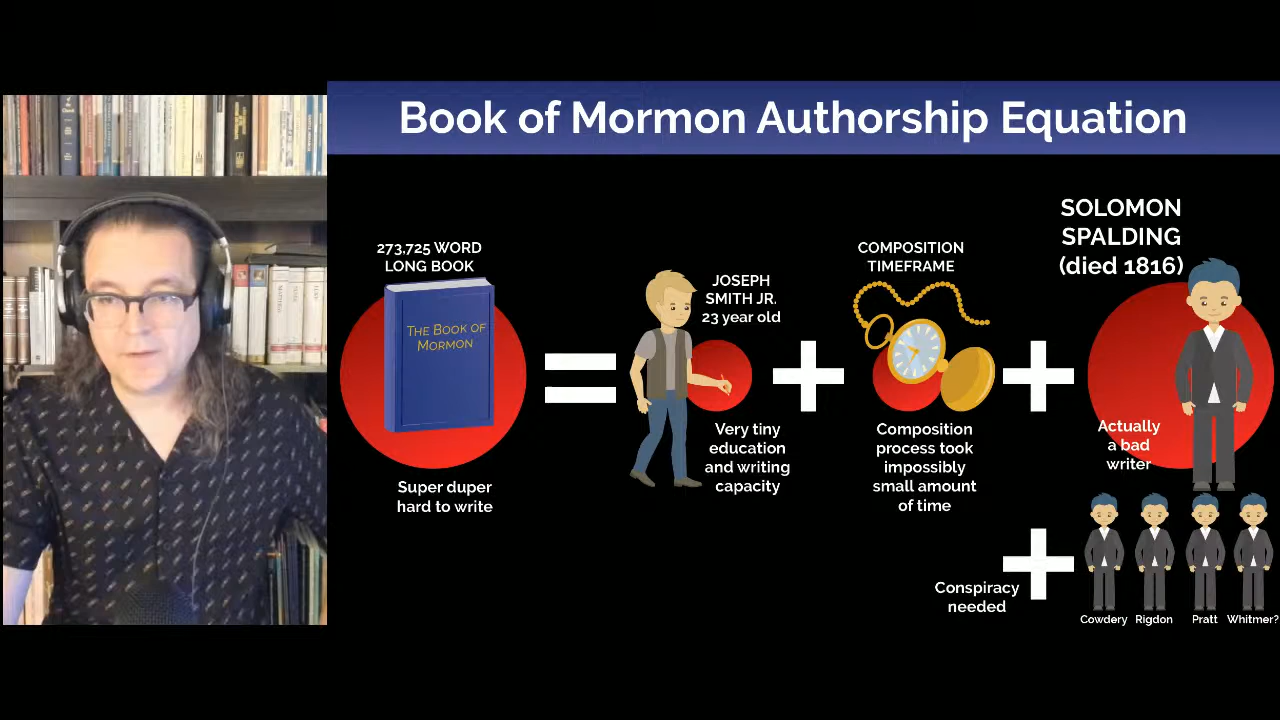 Book of Mormon Authorship Equation
273,725 WORD
LONG BOOK
THE BOOK OF
MORMON
Super duper
hard to write
JOSEPH
SMITH JR.
23 year old
Very tiny
education
and writing
capacity
COMPOSITION
TIMEFRAME
Composition
process took
impossibly
small amount
of time
SOLOMON
SPALDING
(died 1816)
Actually
a bad
writer
Conspiracy
needed
Cowdery Rigdon Pratt Whitmer?